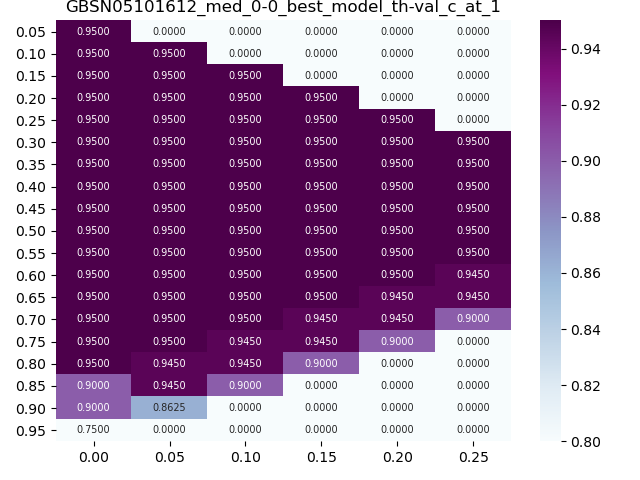 GBSN05101612_med_0-0_best_model_th-val_c_at_1
0.05 0.9500 0.0000 0.0000 0.0000 0.0000 0.0000
0.10 0.9500 0.9500 0.0000 0.0000 0.0000 0.0000
0.15 0.9500 0.9500 0.9500 0.0000 0.0000 0.0000
0.20 0.9500 0.9500 0.9500 0.9500 0.0000 0.0000
0.25 0.9500 0.9500 0.9500 0.9500 0.9500 0.0000
0.30 0.9500 0.9500 0.9500 0.9500 0.9500 0.9500
0.35 0.9500 0.9500 0.9500 0.9500 0.9500 0.9500
0.40 0.9500 0.9500 0.9500 0.9500 0.9500 0.9500
0.45 0.9500 0.9500 0.9500 0.9500 0.9500 0.9500
0.50 0.9500 0.9500 0.9500 0.9500 0.9500 0.9500
0.55 0.9500 0.9500 0.9500 0.9500 0.9500 0.9500
0.60 0.9500 0.9500 0.9500 0.9500 0.9500 0.9450
0.65 0.9500 0.9500 0.9500 0.9500 0.9450 0.9450
0.70 0.9500 0.9500 0.9500 0.9450 0.9450 0.9000
0.75 0.9500 0.9500 0.9450 0.9450 0.9000 0.0000
0.80 0.9500 0.9450 0.9450 0.9000 0.0000 0.0000
0.85 0.9000 0.9450 0.9000 0.0000 0.0000 0.0000
0.90 0.9000 0.8625 0.0000 0.0000 0.0000 0.0000
0.95 0.7500 0.0000 0.0000 0.0000 0.0000 0.0000
0.00 0.05 0.10 0.15 0.20 0.25
0.94
0.92
0.90
0.88
0.86
0.84
0.82
0.80